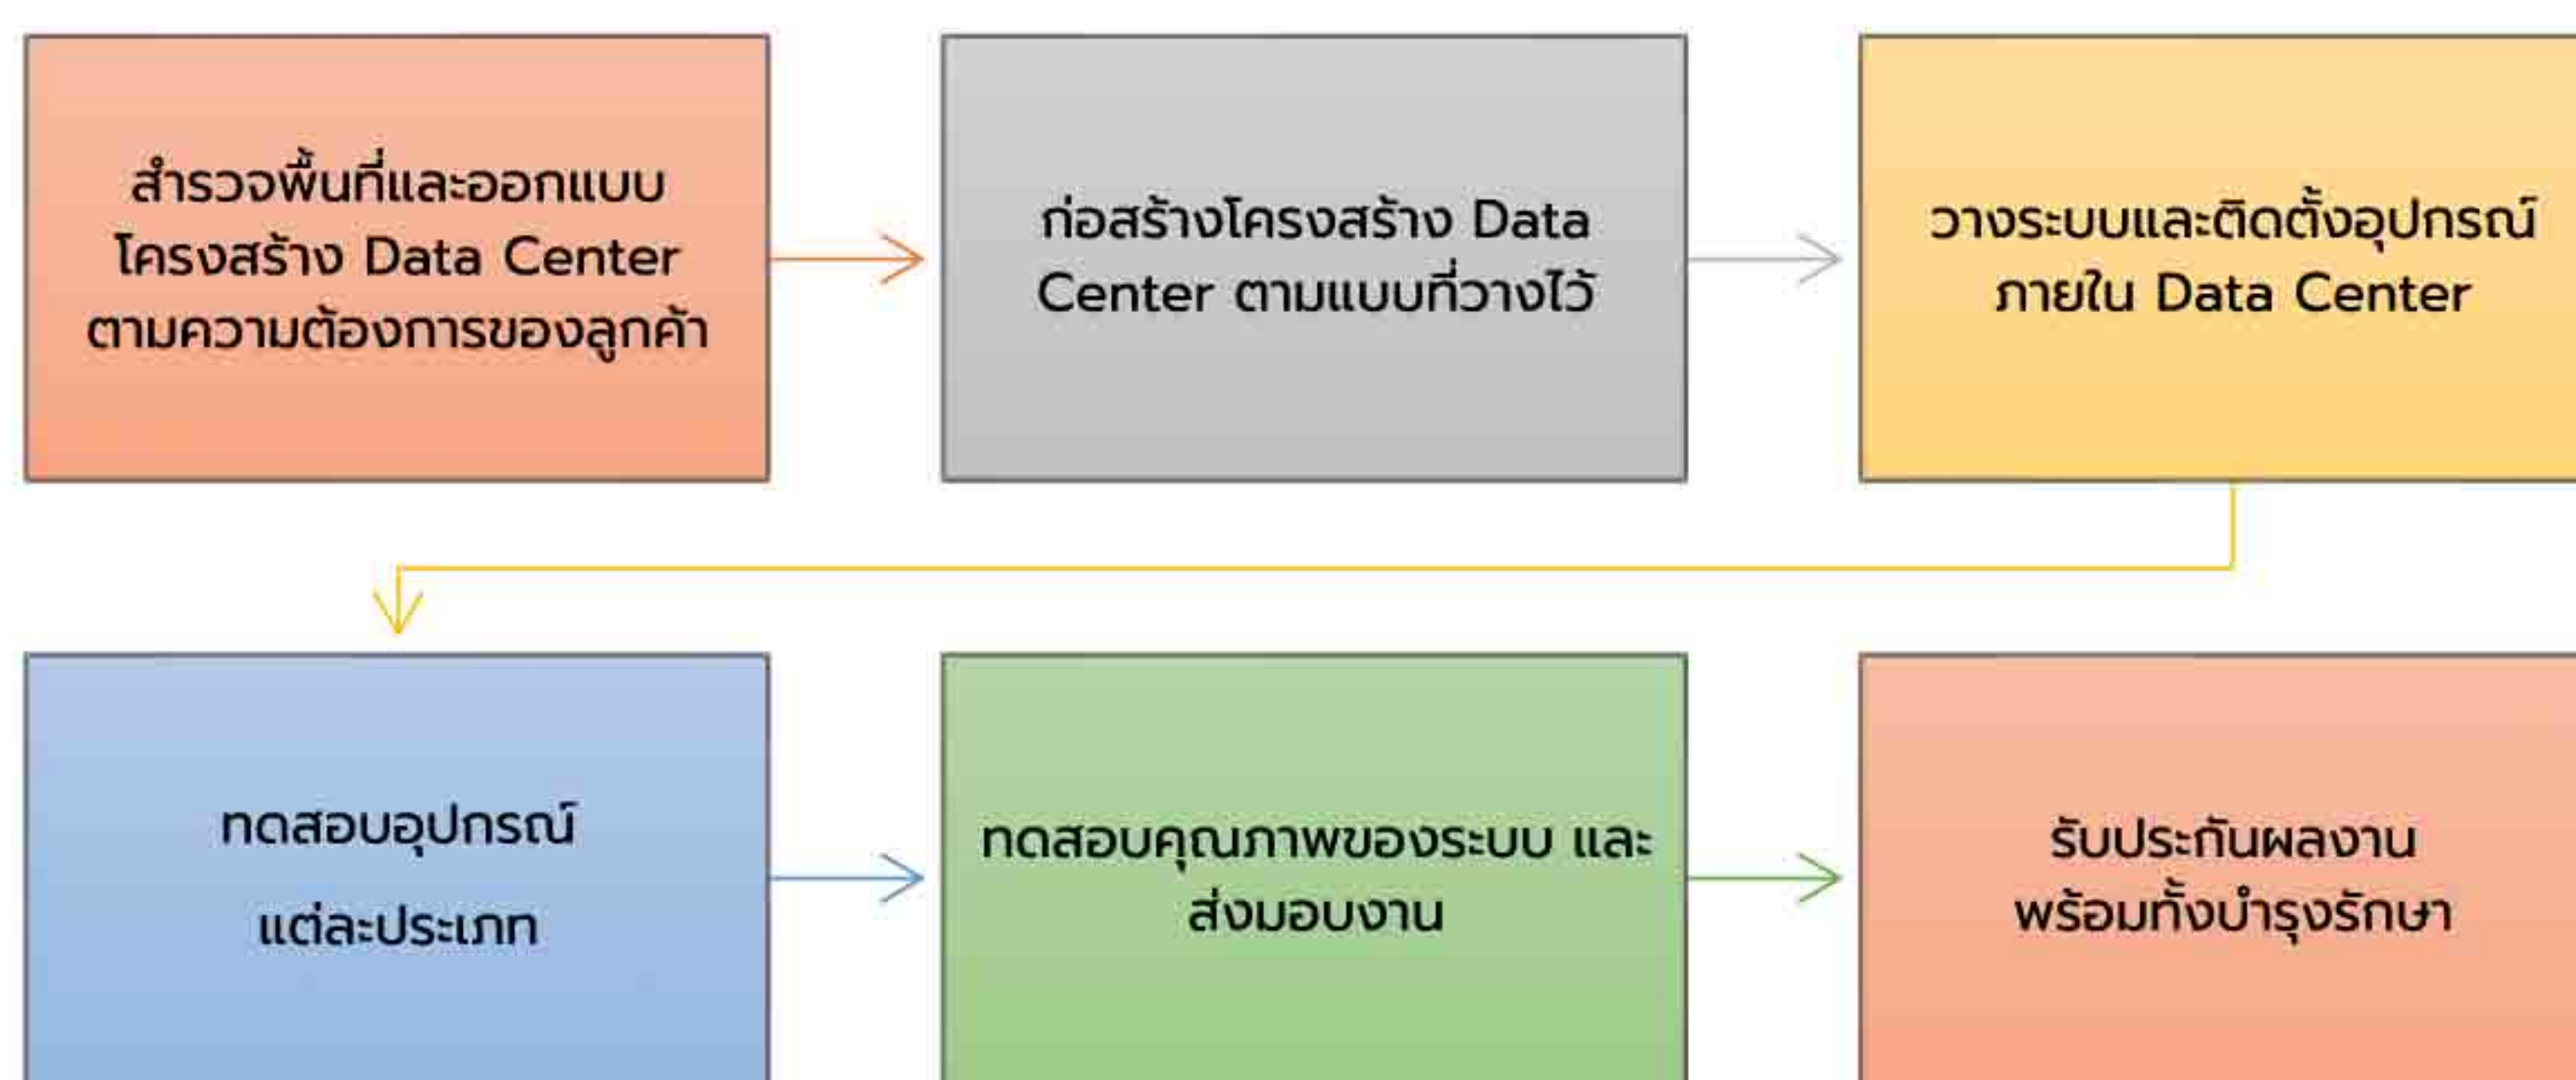 สำรวจพื้นที่และออกแบบ
โครงสร้าง Data Center
ตามความต้องการของลูกค้า
ก่อสร้างโครงสร้าง Data
Center ตามแบบที่วางไว้
วางระบบและติดตั้งอุปกรณ์
ภายใน Data Center
ทดสอบอุปกรณ์
แต่ละประเภท
ทดสอบคุณภาพของระบบ และ
ส่งมอบงาน
รับประกันผลงาน
พร้อมทั้งบำรุงรักษา